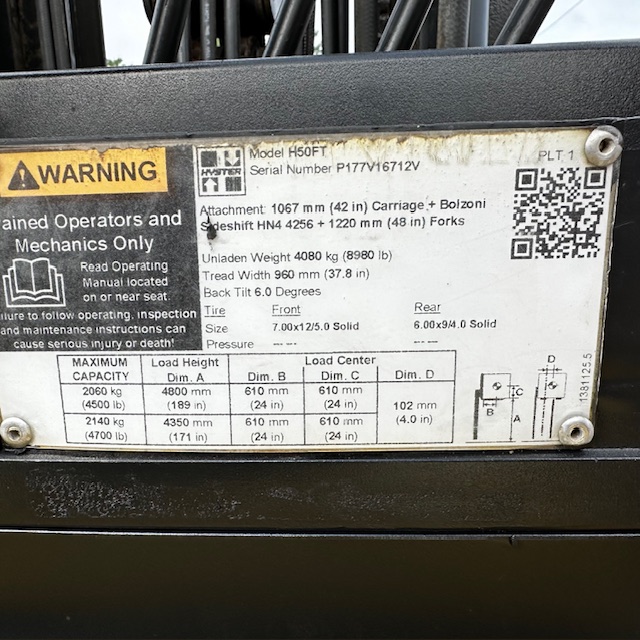 WARNING
ained Operators and
Mechanics Only
Read Operating
Manual located
on or near seat.
ilure to follow operating, inspection
and maintenance instructions can
cause serious injury or death!
HYSTER
Model H50FT
Serial Number P177V16712V
PLT 1
Attachment: 1067 mm (42 in) Carriage + Bolzoni
Sideshift HN4 4256 + 1220 mm (48 in) Forks
Unladen Weight 4080 kg (8980 lb)
Tread Width 960 mm (37.8 in)
Back Tilt 6.0 Degrees
Tire Front Rear
Size 7.00x12/5.0 Solid 6.00x9/4.0 Solid
Pressure --- --- --- ---
MAXIMUM CAPACITY Load Height Dim. A Load Center Dim. B Dim. C Dim. D
2060 kg 4800 mm 610 mm 610 mm
(4500 lb) (189 in) (24 in) (24 in)
102 mm
(4.0 in)
2140 kg 4350 mm 610 mm 610 mm
(4700 lb) (171 in) (24 in) (24 in)
B
C
A
D